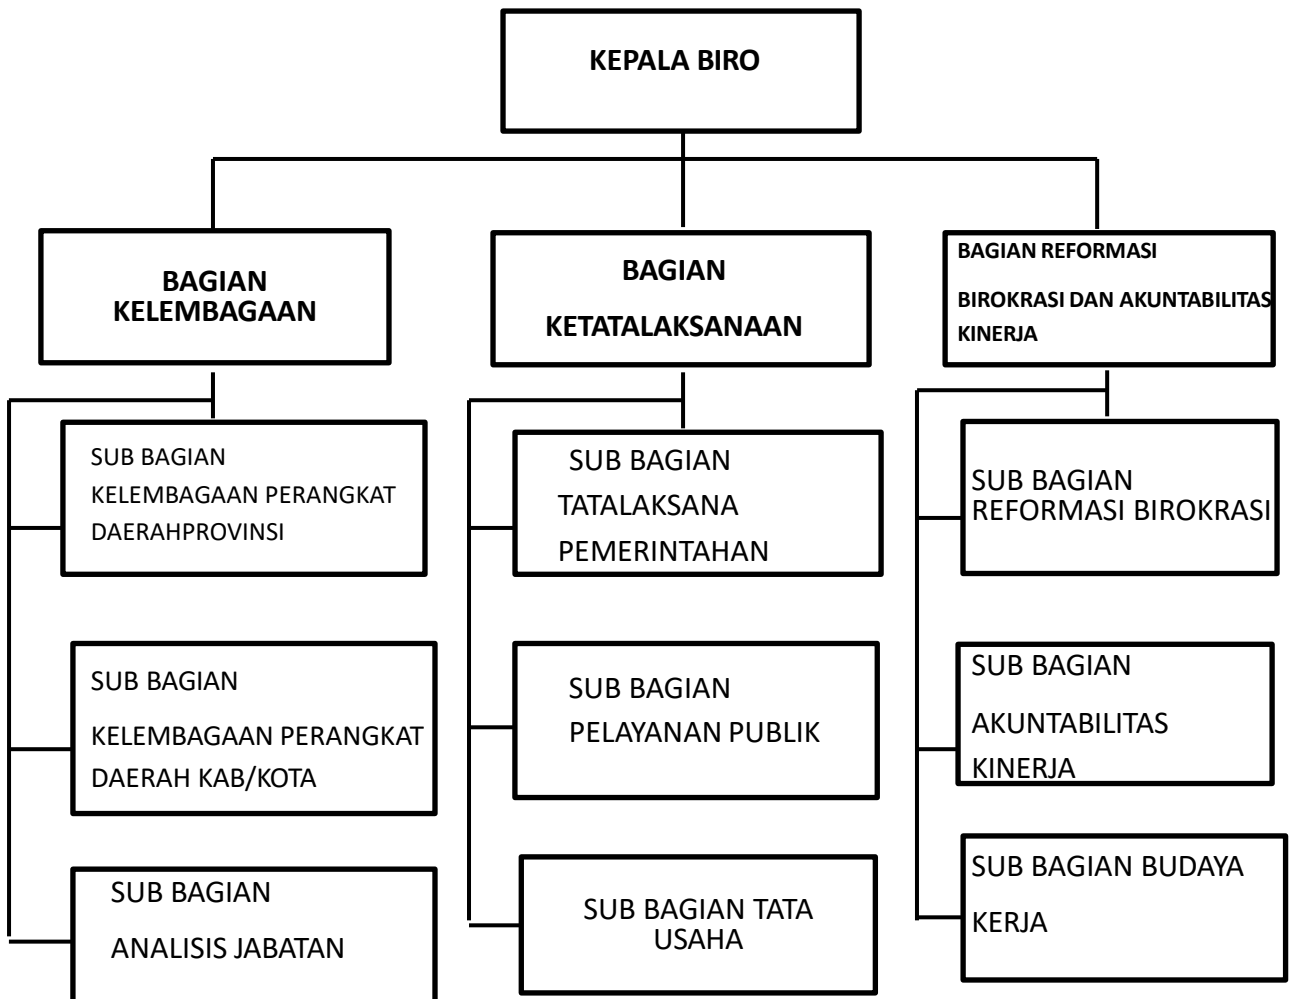 KEPALA BIRO
BAGIAN
KELEMBAGAAN
BAGIAN
KETATALAKSANAAN
BAGIAN REFORMASI
BIROKRASI DAN AKUNTABILITAS
KINERJA
SUB BAGIAN
KELEMBAGAAN PERANGKAT
DAERAHPROVINSI
SUB BAGIAN
KELEMBAGAAN PERANGKAT
DAERAH KAB/KOTA
SUB BAGIAN
ANALISIS JABATAN
SUB BAGIAN
TATALAKSANA
PEMERINTAHAN
SUB BAGIAN
PELAYANAN PUBLIK
SUB BAGIAN TATA
USAHA
SUB BAGIAN
REFORMASI BIROKRASI
SUB BAGIAN
AKUNTABILITAS
KINERJA
SUB BAGIAN BUDAYA
KERJA